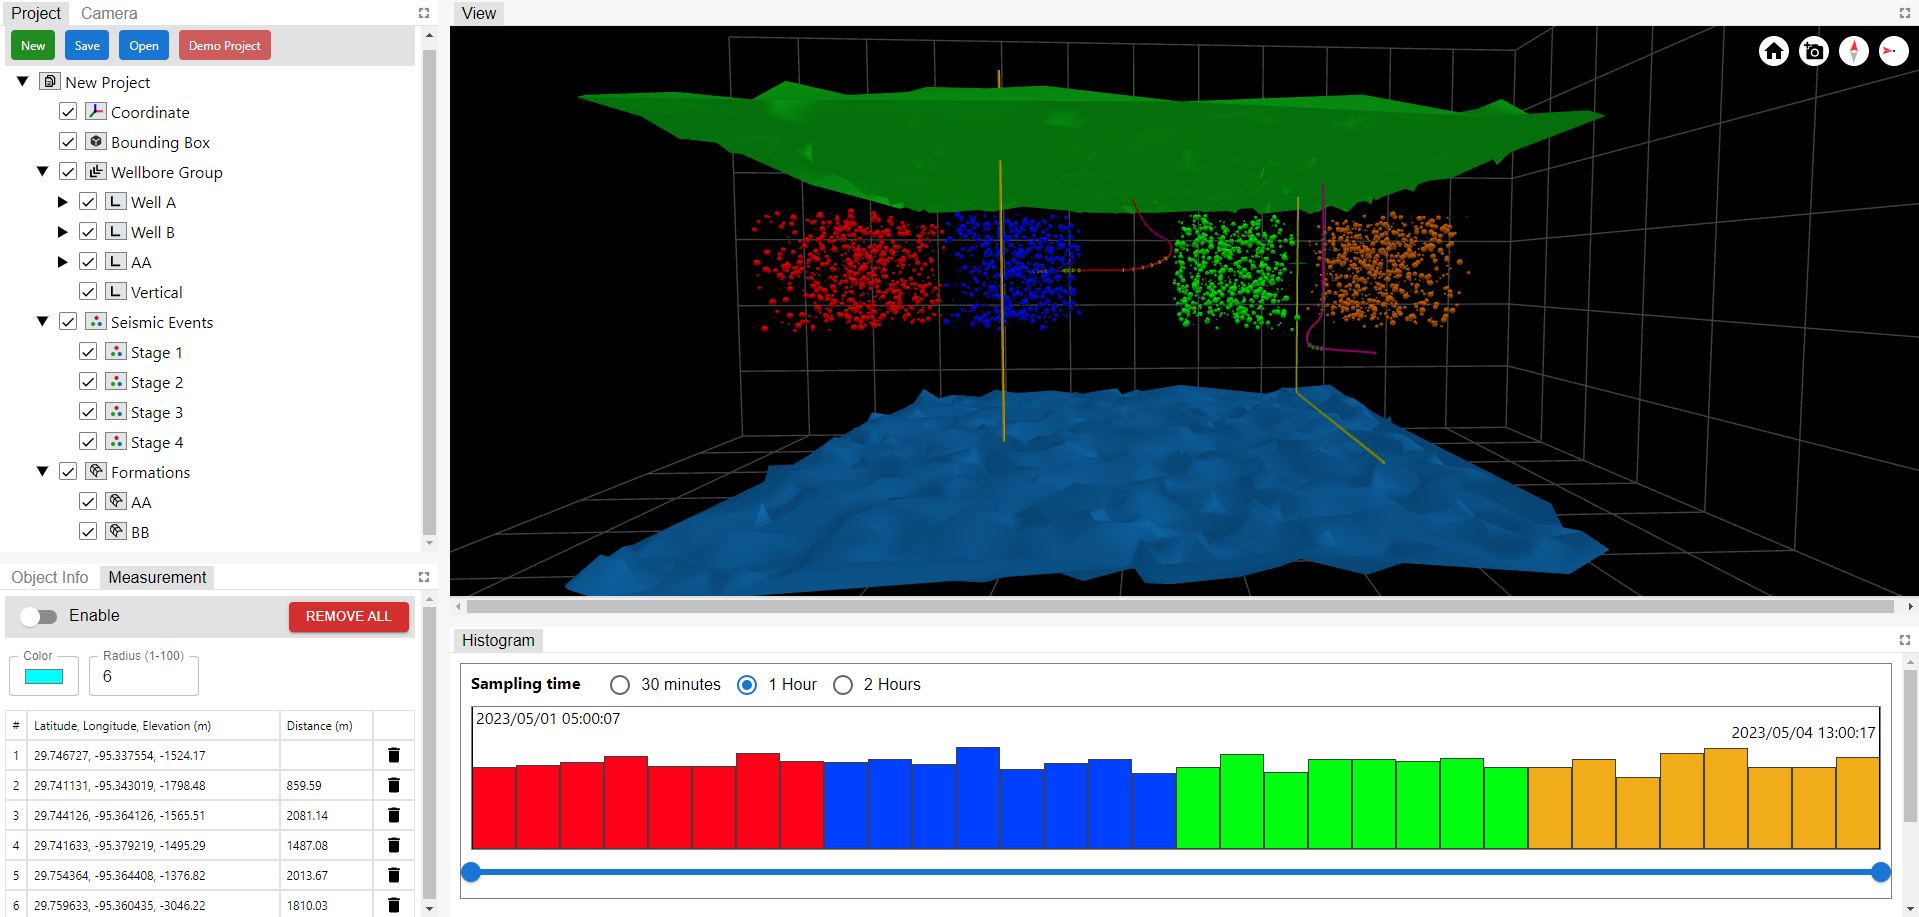 Project Camera
New Save Open Demo Project
New Project
Coordinate
Bounding Box
Wellbore Group
Well A
Well B
AA
Vertical
Seismic Events
Stage 1
Stage 2
Stage 3
Stage 4
Formations
AA
BB
Object Info Measurement
Enable REMOVE ALL
Color Radius (1-100)
6
# Latitude, Longitude, Elevation (m) Distance (m)
1 29.746727, -95.337554, -1524.17
2 29.741131, -95.343019, -1798.48 859.59
3 29.744126, -95.364126, -1565.51 2081.14
4 29.741633, -95.379219, -1495.29 1487.08
5 29.754364, -95.364408, -1376.82 2013.67
6 29.759633, -95.360435, -3046.22 1810.03
View
Histogram
Sampling time 30 minutes 1 Hour 2 Hours
2023/05/01 05:00:07
2023/05/04 13:00:17